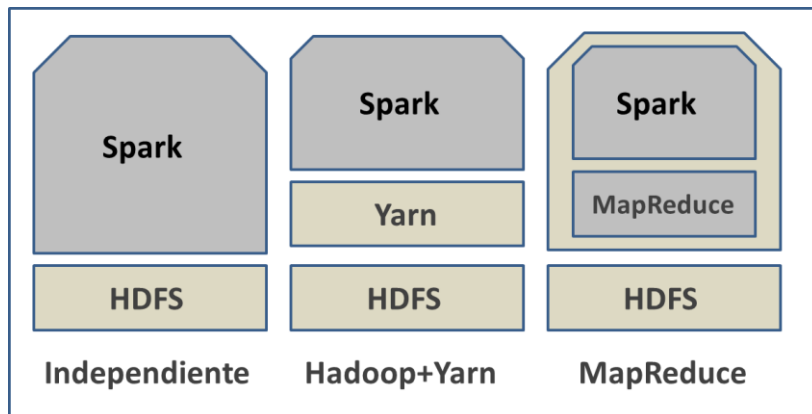 Spark
HDFS
Independiente
Spark
Yarn
HDFS
Hadoop+Yarn
Spark
MapReduce
HDFS
MapReduce